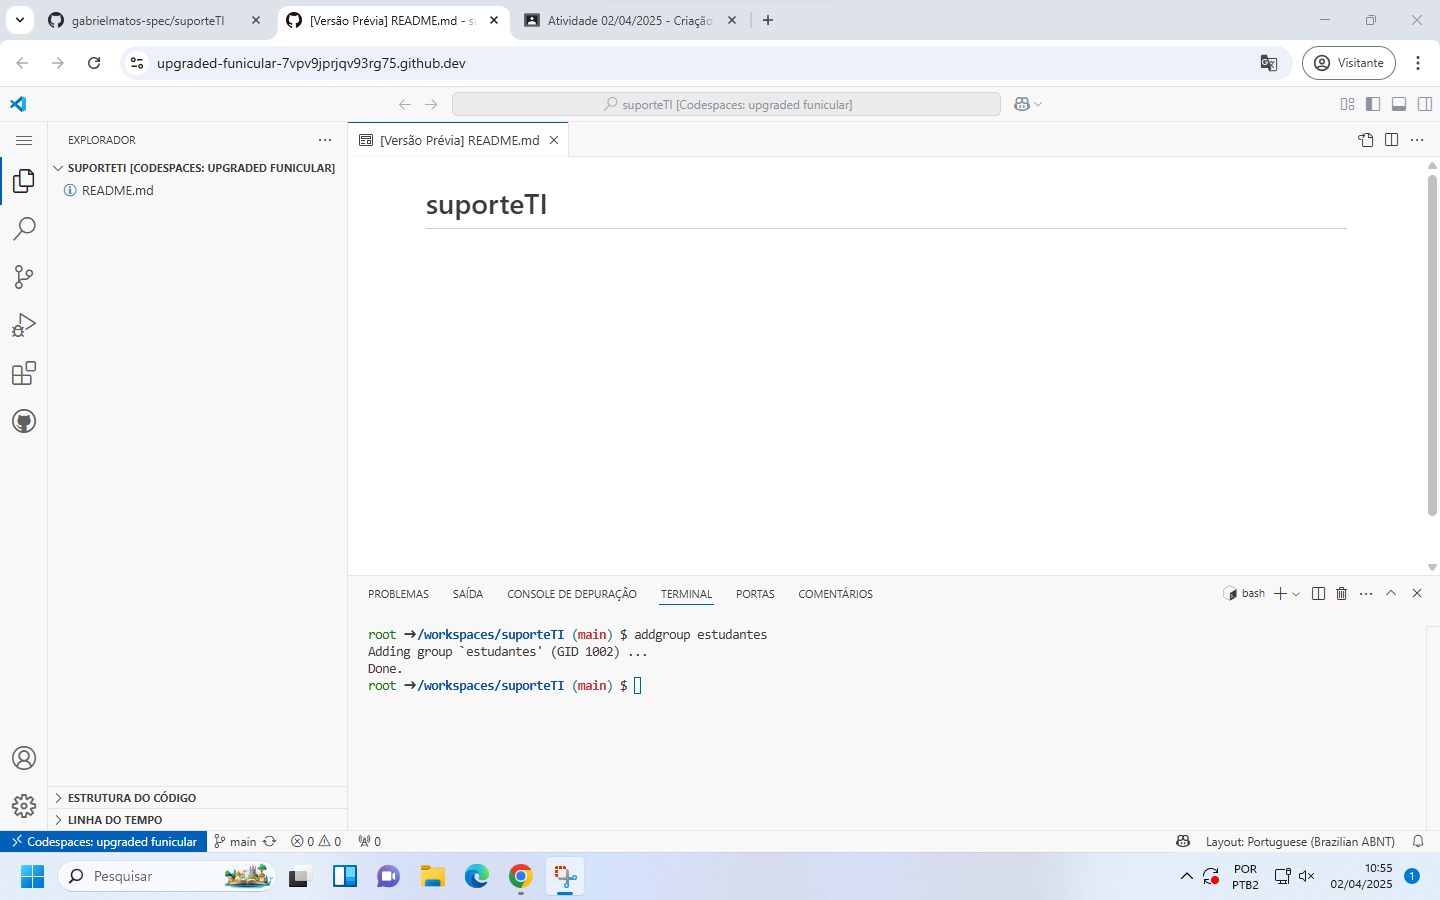 gabrielmatos-spec/suporteTI
[Versão Prévia] README.md - su
Atividade 02/04/2025 - Criação
upgraded-funicular-7vpv9jprjqv93rg75.github.dev
Visitante
suporteTI [Codespaces: upgraded funicular]
EXPLORADOR
[Versão Prévia] README.md
SUPORTETI [CODESPACES: UPGRADED FUNICULAR]
README.md
suporteTI
PROBLEMAS
SAÍDA
CONSOLE DE DEPURAÇÃO
TERMINAL
PORTAS
COMENTÁRIOS
bash
root ➜/workspaces/suporteTI (main) $ addgroup estudantes
Adding group `estudantes' (GID 1002) ...
Done.
root ➜/workspaces/suporteTI (main) $
ESTRUTURA DO CÓDIGO
LINHA DO TEMPO
Codespaces: upgraded funicular
main
0
0
0
Layout: Portuguese (Brazilian ABNT)
Pesquisar
POR
PTB2
10:55
02/04/2025
1